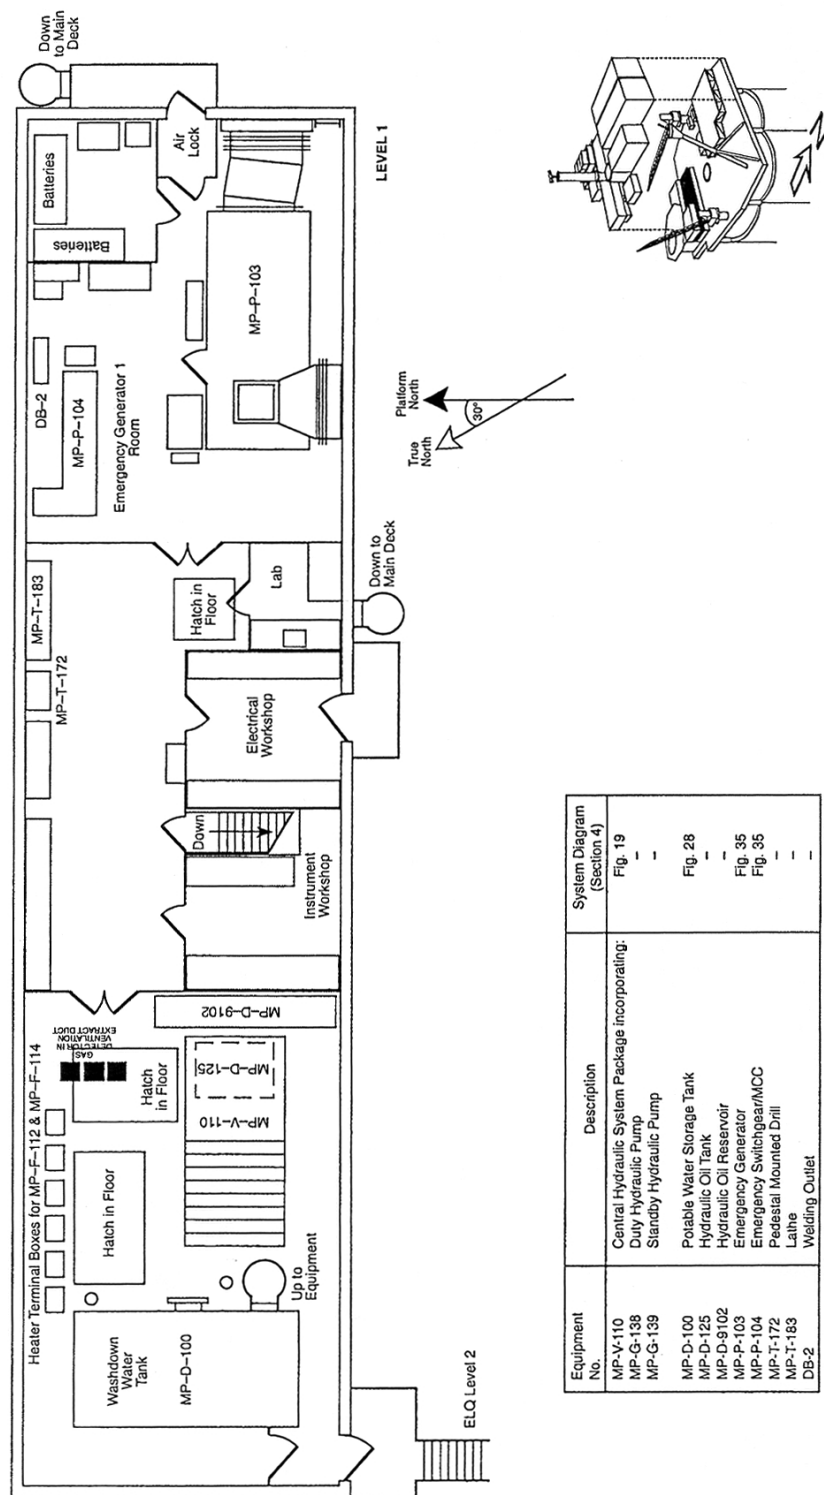 Down
to Main
Deck
Batteries
Batteries
Air
Lock
LEVEL 1
DB–2
MP–P–104
Emergency Generator 1
Room
MP–P–103
Platform
North
True
North
30°
MP–T–183
MP–T–172
Hatch in
Floor
Lab
Down to
Main Deck
Electrical
Workshop
Down
Instrument
Workshop
Heater Terminal Boxes for MP–F–112 & MP–F–114
GAS
DETECTOR IN
VENTILATION
EXTRACT DUCT
Hatch
in Floor
MP–D–9102
MP–D–125
MP–V–110
Hatch in Floor
Up to
Equipment
Washdown
Water
Tank
MP–D–100
ELQ Level 2
Equipment No. Description System Diagram (Section 4)
MP-V-110 Central Hydraulic System Package incorporating: Fig. 19
MP-G-138 Duty Hydraulic Pump –
MP-G-139 Standby Hydraulic Pump –
MP-D-100 Potable Water Storage Tank Fig. 28
MP-D-125 Hydraulic Oil Tank –
MP-D-9102 Hydraulic Oil Reservoir –
MP-P-103 Emergency Generator Fig. 35
MP-P-104 Emergency Switchgear/MCC Fig. 35
MP-T-172 Pedestal Mounted Drill –
MP-T-183 Lathe –
DB-2 Welding Outlet –
N